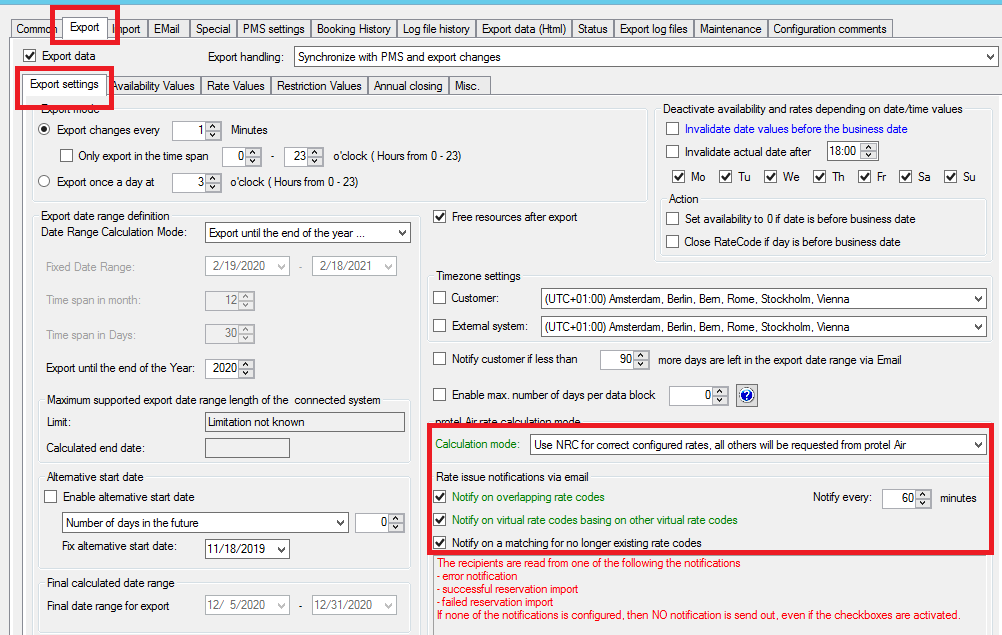 Common Export Import EMail Special PMS settings Booking History Log file history Export data (Html) Status Export log files Maintenance Configuration comments
Export data Export handling: Synchronize with PMS and export changes
Export settings Availability Values Rate Values Restriction Values Annual closing Misc.
Export mode
Export changes every 1 Minutes
Only export in the time span 0 - 23 o'clock ( Hours from 0 - 23)
Export once a day at 3 o'clock ( Hours from 0 - 23)
Deactivate availability and rates depending on date/time values
Invalidate date values before the business date
Invalidate actual date after 18:00
Mo Tu We Th Fr Sa Su
Action
Set availability to 0 if date is before business date
Close RateCode if day is before business date
Export date range definition
Date Range Calculation Mode: Export until the end of the year ...
Fixed Date Range: 2/19/2020 - 2/18/2021
Time span in month: 12
Time span in Days: 30
Export until the end of the Year: 2020
Maximum supported export date range length of the connected system
Limit: Limitation not known
Calculated end date:
Alternative start date
Enable alternative start date
Number of days in the future 0
Fix alternative start date: 11/18/2019
Final calculated date range
Final date range for export 12/ 5/2020 - 12/31/2020
Free resources after export
Timezone settings
Customer: (UTC+01:00) Amsterdam, Berlin, Bern, Rome, Stockholm, Vienna
External system: (UTC+01:00) Amsterdam, Berlin, Bern, Rome, Stockholm, Vienna
Notify customer if less than 90 more days are left in the export date range via Email
Enable max. number of days per data block 0 ?
protel Air rate calculation mode
Calculation mode: Use NRC for correct configured rates, all others will be requested from protel Air
Rate issue notifications via email
Notify on overlapping rate codes Notify every: 60 minutes
Notify on virtual rate codes basing on other virtual rate codes
Notify on a matching for no longer existing rate codes
The recipients are read from one of the following the notifications
- error notification
- successful reservation import
- failed reservation import
If none of the notifications is configured, then NO notification is send out, even if the checkboxes are activated.